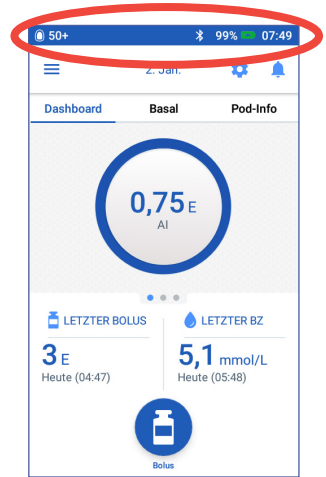 50+ 99% 07:49
2. Jan.
Dashboard Basal Pod-Info
0,75 E
AI
LETZTER BOLUS LETZTER BZ
3 E 5,1 mmol/L
Heute (04:47) Heute (05:48)
Bolus